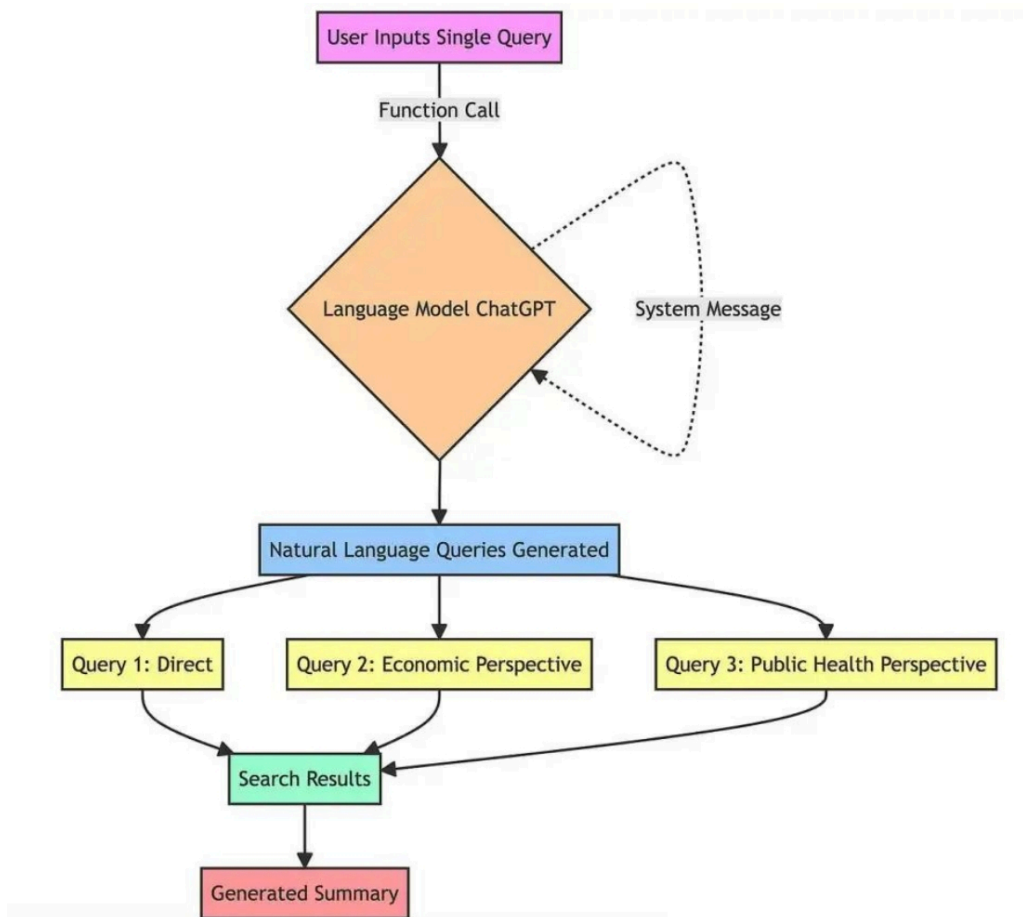 User Inputs Single Query
Function Call
Language Model ChatGPT
System Message
Natural Language Queries Generated
Query 1: Direct
Query 2: Economic Perspective
Query 3: Public Health Perspective
Search Results
Generated Summary